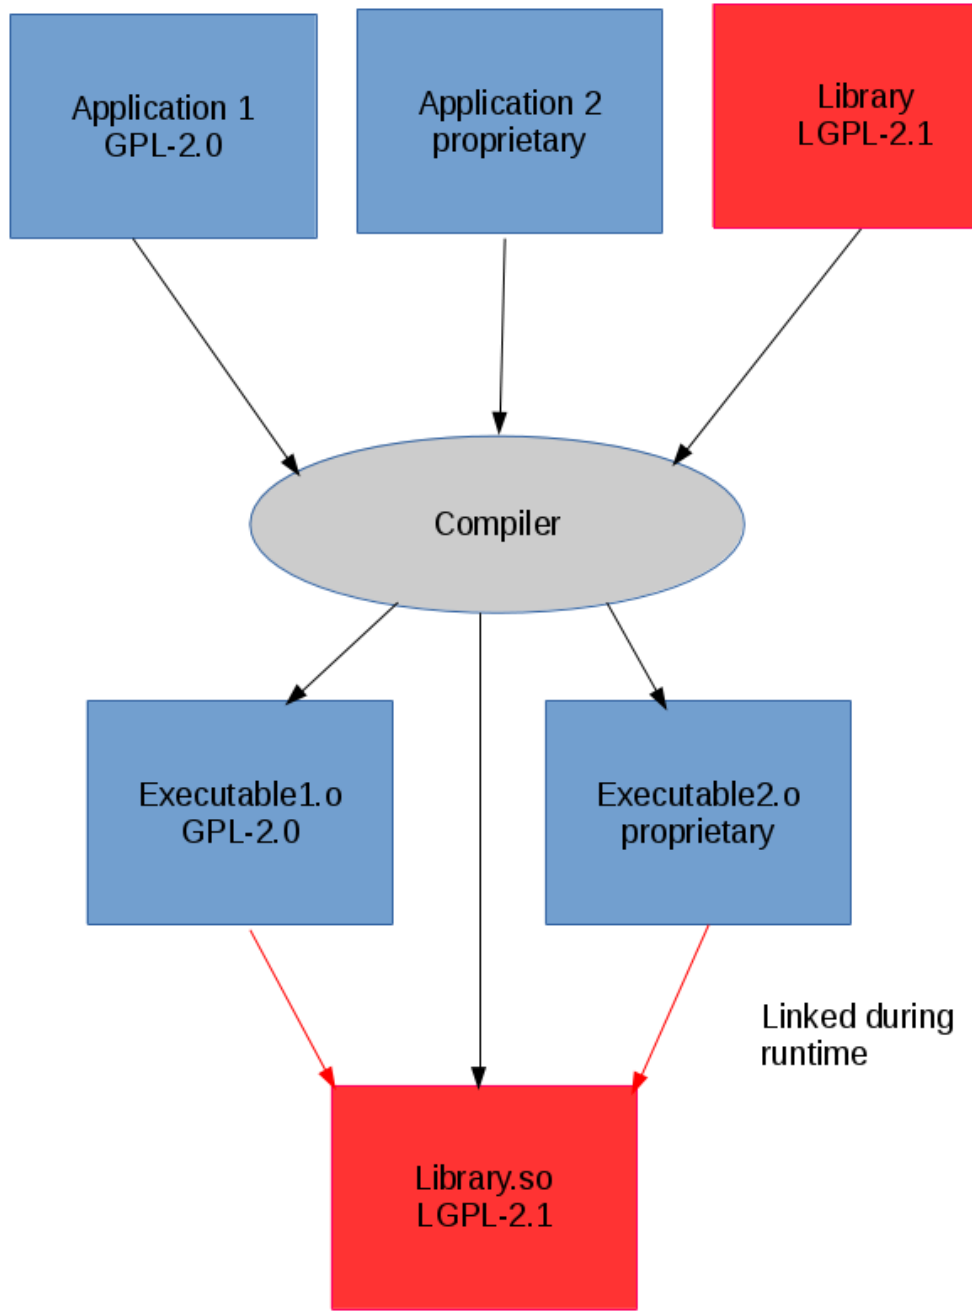 Application 1
GPL-2.0
Application 2
proprietary
Library
LGPL-2.1
Compiler
Executable1.o
GPL-2.0
Executable2.o
proprietary
Linked during
runtime
Library.so
LGPL-2.1